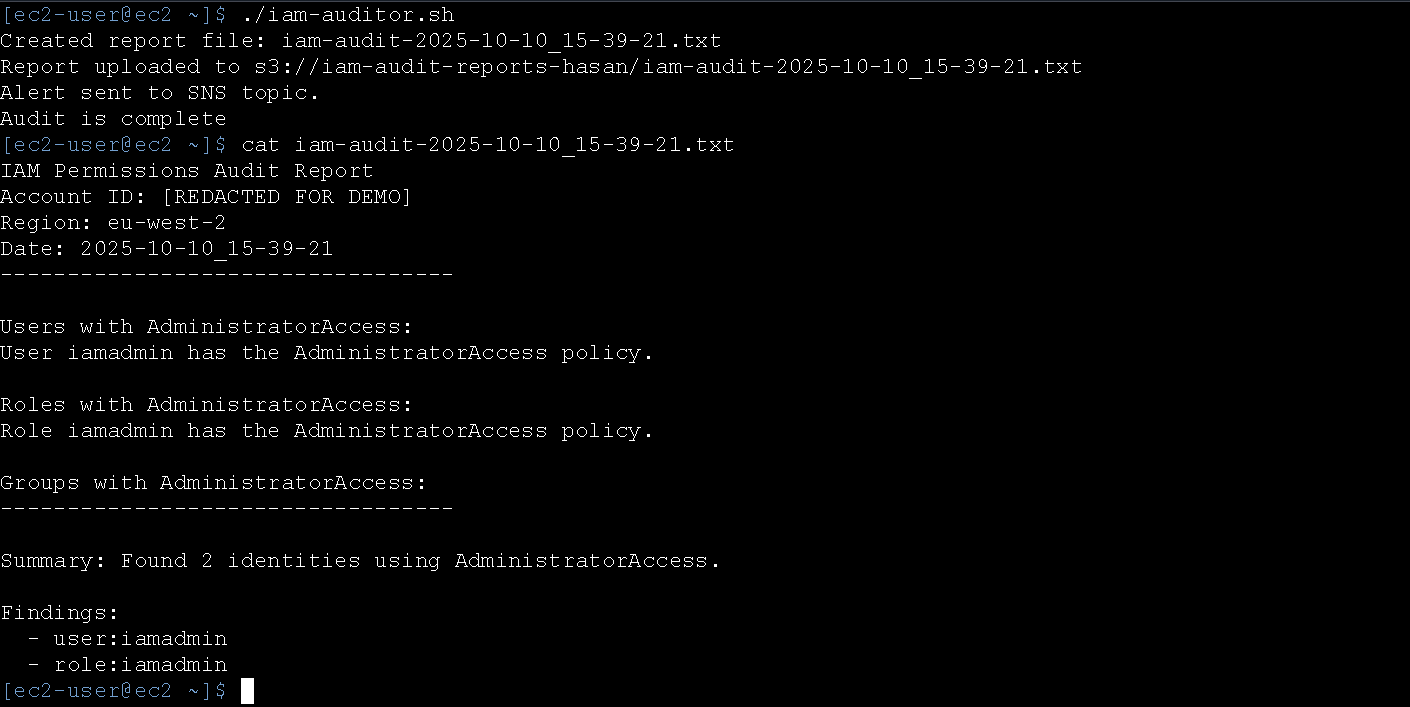 [ec2-user@ec2 ~]$ ./iam-auditor.sh
Created report file: iam-audit-2025-10-10_15-39-21.txt
Report uploaded to s3://iam-audit-reports-hasan/iam-audit-2025-10-10_15-39-21.txt
Alert sent to SNS topic.
Audit is complete
[ec2-user@ec2 ~]$ cat iam-audit-2025-10-10_15-39-21.txt
IAM Permissions Audit Report
Account ID: [REDACTED FOR DEMO]
Region: eu-west-2
Date: 2025-10-10_15-39-21
----------------------------------
Users with AdministratorAccess:
User iamadmin has the AdministratorAccess policy.
Roles with AdministratorAccess:
Role iamadmin has the AdministratorAccess policy.
Groups with AdministratorAccess:
----------------------------------
Summary: Found 2 identities using AdministratorAccess.
Findings:
  - user:iamadmin
  - role:iamadmin
[ec2-user@ec2 ~]$